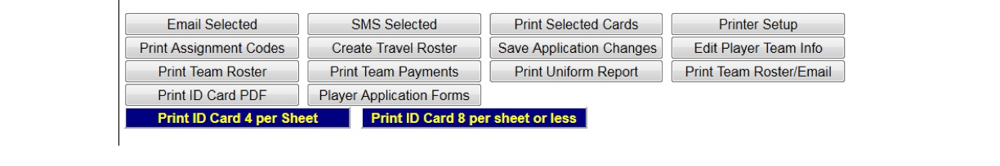 Email Selected SMS Selected Print Selected Cards Printer Setup
Print Assignment Codes Create Travel Roster Save Application Changes Edit Player Team Info
Print Team Roster Print Team Payments Print Uniform Report Print Team Roster/Email
Print ID Card PDF Player Application Forms
Print ID Card 4 per Sheet Print ID Card 8 per sheet or less